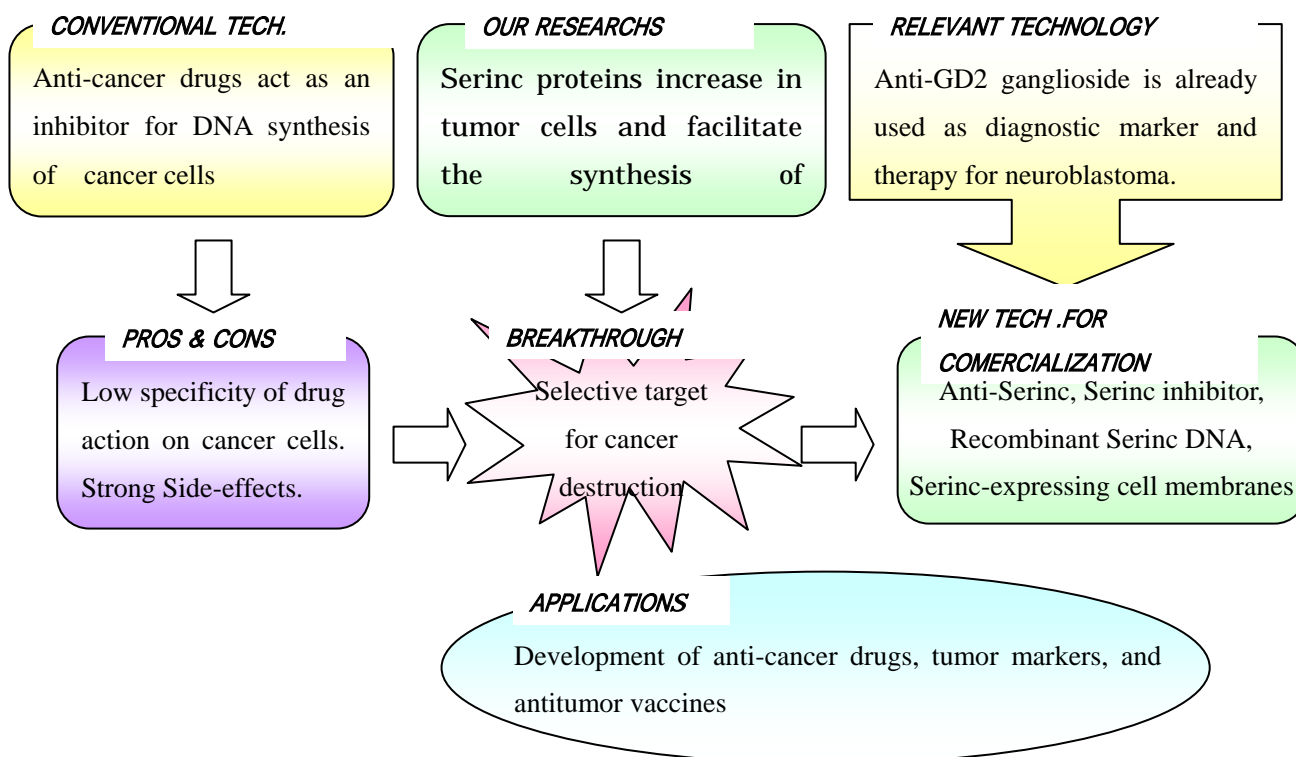 CONVENTIONAL TECH.
Anti-cancer drugs act as an
inhibitor for DNA synthesis
of cancer cells
OUR RESEARCHS
Serinc proteins increase in
tumor cells and facilitate
the synthesis of
RELEVANT TECHNOLOGY
Anti-GD2 ganglioside is already
used as diagnostic marker and
therapy for neuroblastoma.
PROS & CONS
Low specificity of drug
action on cancer cells.
Strong Side-effects.
BREAKTHROUGH
Selective target
for cancer
destruction
NEW TECH .FOR
COMERCIALIZATION
Anti-Serinc, Serinc inhibitor,
Recombinant Serinc DNA,
Serinc-expressing cell membranes
APPLICATIONS
Development of anti-cancer drugs, tumor markers, and
antitumor vaccines